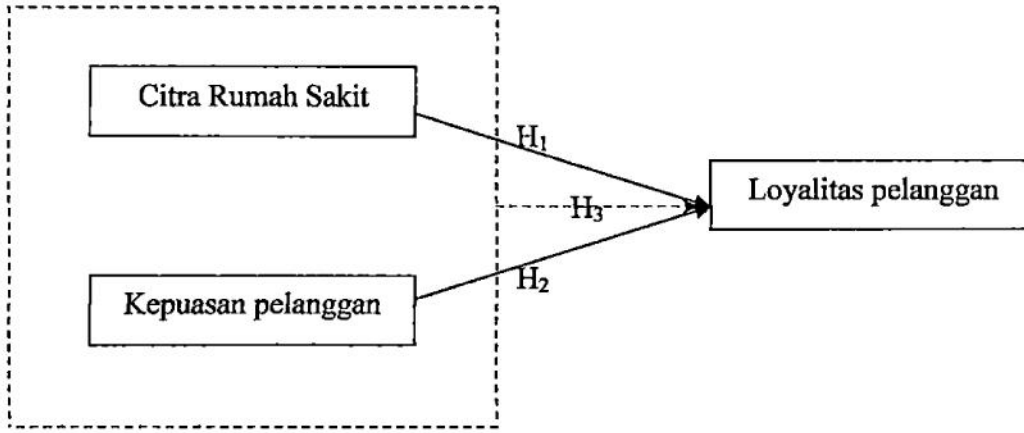 Citra Rumah Sakit
H₁
Loyalitas pelanggan
H₃
H₂
Kepuasan pelanggan